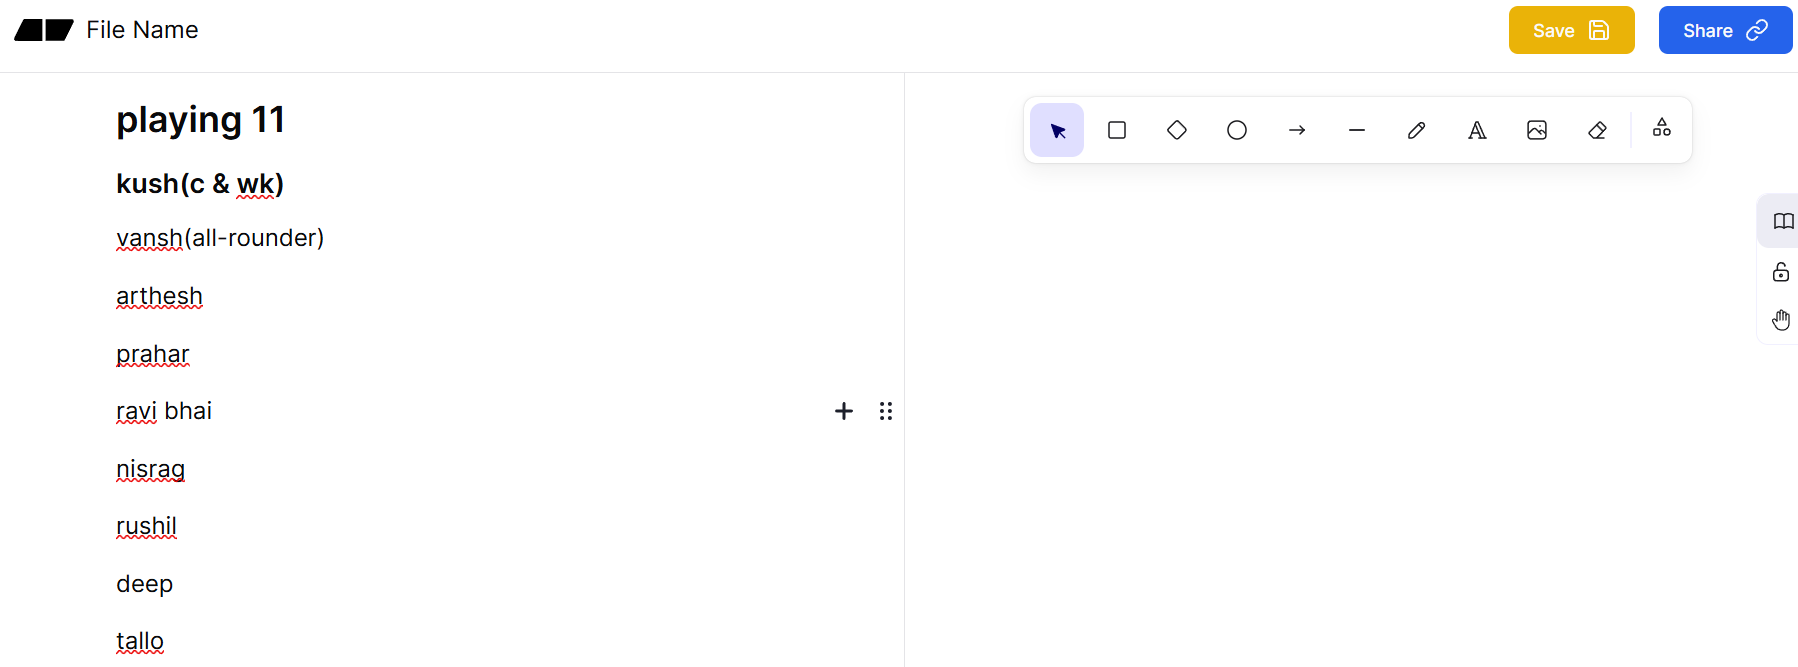 File Name
Save
Share
playing 11
kush(c & wk)
vansh(all-rounder)
arthesh
prahar
ravi bhai
nisrag
rushil
deep
tallo